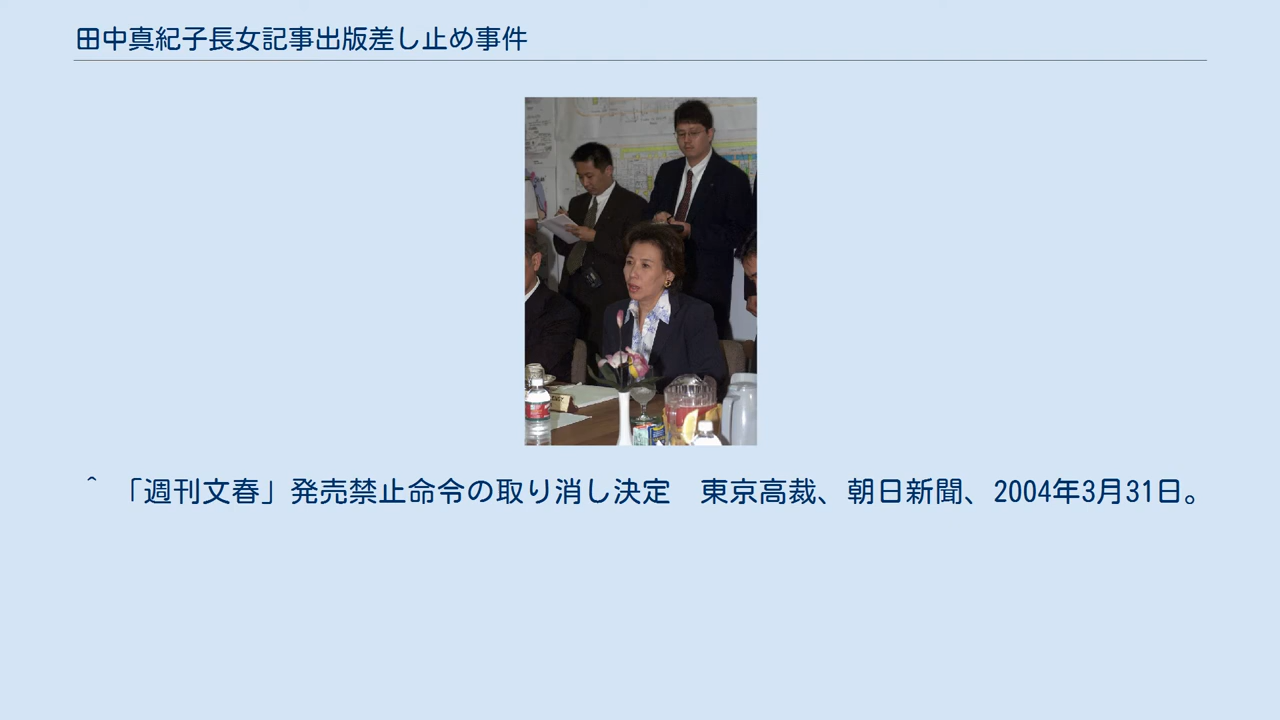 田中真紀子長女記事出版差し止め事件
^ 「週刊文春」発売禁止命令の取り消し決定　東京高裁、朝日新聞、2004年3月31日。